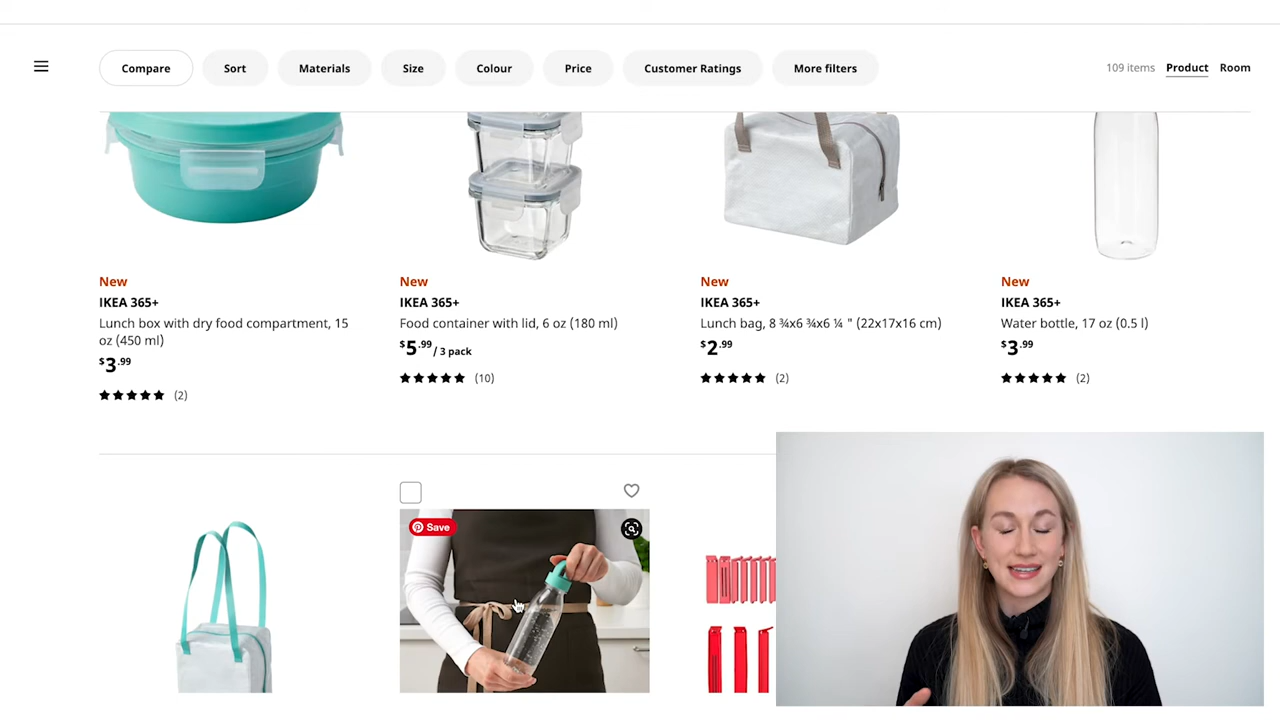 Compare
Sort
Materials
Size
Colour
Price
Customer Ratings
More filters
109 items
Product
Room
New
IKEA 365+
Lunch box with dry food compartment, 15
oz (450 ml)
$3.99
(2)
New
IKEA 365+
Food container with lid, 6 oz (180 ml)
$5.99 / 3 pack
(10)
New
IKEA 365+
Lunch bag, 8 ¾x6 ¾x6 ¼ " (22x17x16 cm)
$2.99
(2)
New
IKEA 365+
Water bottle, 17 oz (0.5 l)
$3.99
(2)
Save